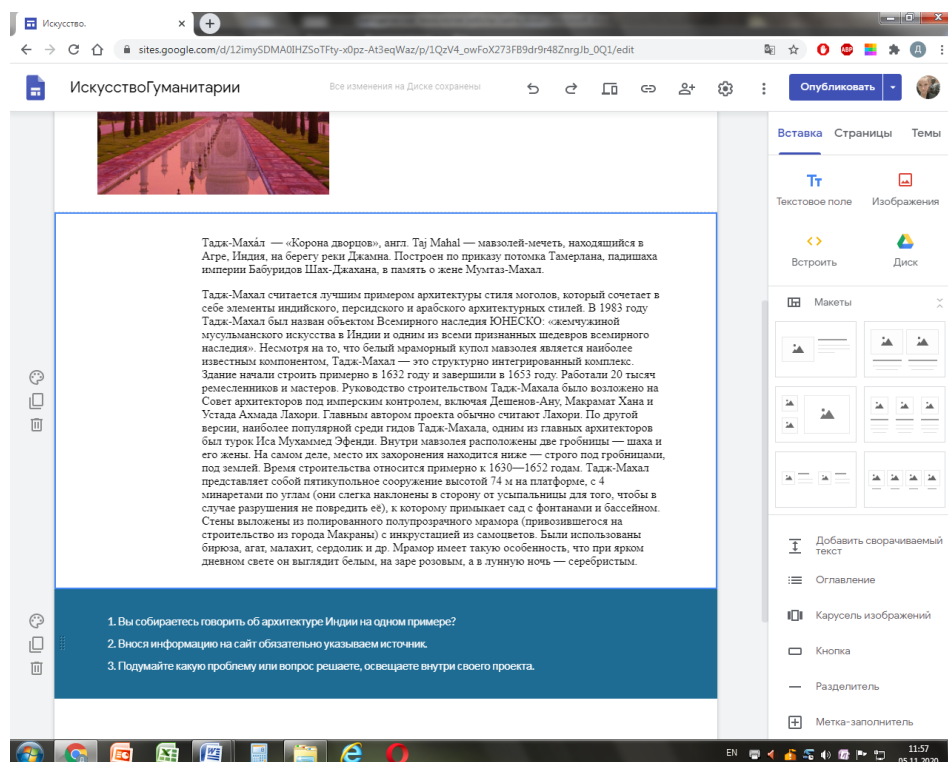 Искусство.
sites.google.com/d/12imySDMA0IHZSoTFty-x0pz-At3eqWaz/p/1QzV4_owFoX273FB9dr9r48ZnrgJb_0Q1/edit
ИскусствоГуманитарии
Все изменения на Диске сохранены
Опубликовать
Вставка Страницы Темы
Текстовое поле Изображения
Встроить Диск
Макеты
Тадж-Маха́л — «Корона дворцов», англ. Taj Mahal — мавзолей-мечеть, находящийся в
Агре, Индия, на берегу реки Джамна. Построен по приказу потомка Тамерлана, падишаха
империи Бабуридов Шах-Джахана, в память о жене Мумтаз-Махал.
Тадж-Махал считается лучшим примером архитектуры стиля моголов, который сочетает в
себе элементы индийского, персидского и арабского архитектурных стилей. В 1983 году
Тадж-Махал был назван объектом Всемирного наследия ЮНЕСКО: «жемчужиной
мусульманского искусства в Индии и одним из всеми признанных шедевров всемирного
наследия». Несмотря на то, что белый мраморный купол мавзолея является наиболее
известным компонентом, Тадж-Махал — это структурно интегрированный комплекс.
Здание начали строить примерно в 1632 году и завершили в 1653 году. Работали 20 тысяч
ремесленников и мастеров. Руководство строительством Тадж-Махала было возложено на
Совет архитекторов под имперским контролем, включая Дешенов-Ану, Макрамат Хана и
Устада Ахмада Лахори. Главным автором проекта обычно считают Лахори. По другой
версии, наиболее популярной среди гидов Тадж-Махала, одним из главных архитекторов
был турок Иса Мухаммед Эфенди. Внутри мавзолея расположены две гробницы — шаха и
его жены. На самом деле, место их захоронения находится ниже — строго под гробницами,
под землей. Время строительства относится примерно к 1630—1652 годам. Тадж-Махал
представляет собой пятикупольное сооружение высотой 74 м на платформе, с 4
минаретами по углам (они слегка наклонены в сторону от усыпальницы для того, чтобы в
случае разрушения не повредить её), к которому примыкает сад с фонтанами и бассейном.
Стены выложены из полированного полупрозрачного мрамора (привозившегося на
строительство из города Макраны) с инкрустацией из самоцветов. Были использованы
бирюза, агат, малахит, сердолик и др. Мрамор имеет такую особенность, что при ярком
дневном свете он выглядит белым, на заре розовым, а в лунную ночь — серебристым.
Добавить сворачиваемый
текст
Оглавление
Карусель изображений
Кнопка
Разделитель
Метка-заполнитель
1. Вы собираетесь говорить об архитектуре Индии на одном примере?
2. Внося информацию на сайт обязательно указываем источник.
3. Подумайте какую проблему или вопрос решаете, освещаете внутри своего проекта.
EN
11:57
05.11.2020